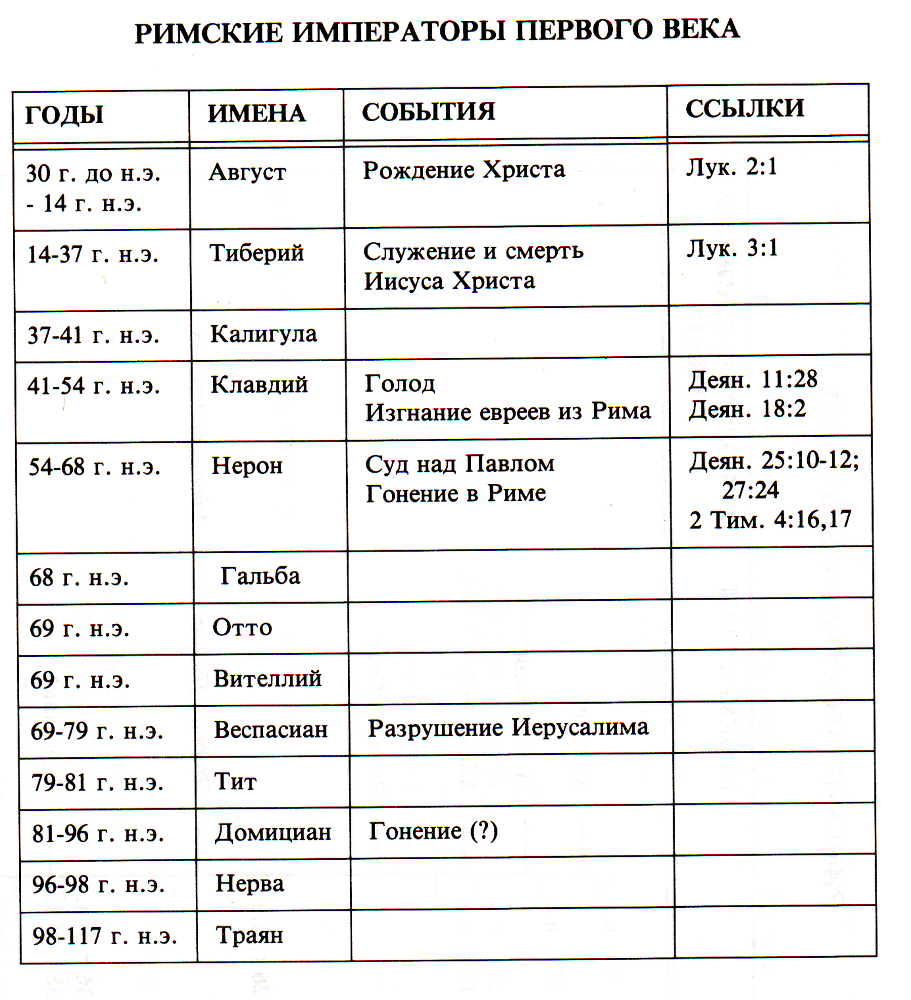 РИМСКИЕ ИМПЕРАТОРЫ ПЕРВОГО ВЕКА
ГОДЫ ИМЕНА СОБЫТИЯ ССЫЛКИ
30 г. до н.э. Август Рождение Христа Лук. 2:1
- 14 г. н.э.
14-37 г. н.э. Тиберий Служение и смерть Лук. 3:1
Иисуса Христа
37-41 г. н.э. Калигула
41-54 г. н.э. Клавдий Голод Деян. 11:28
Изгнание евреев из Рима Деян. 18:2
54-68 г. н.э. Нерон Суд над Павлом Деян. 25:10-12;
Гонение в Риме 27:24
2 Тим. 4:16,17
68 г. н.э. Гальба
69 г. н.э. Отто
69 г. н.э. Вителлий
69-79 г. н.э. Веспасиан Разрушение Иерусалима
79-81 г. н.э. Тит
81-96 г. н.э. Домициан Гонение (?)
96-98 г. н.э. Нерва
98-117 г. н.э. Траян